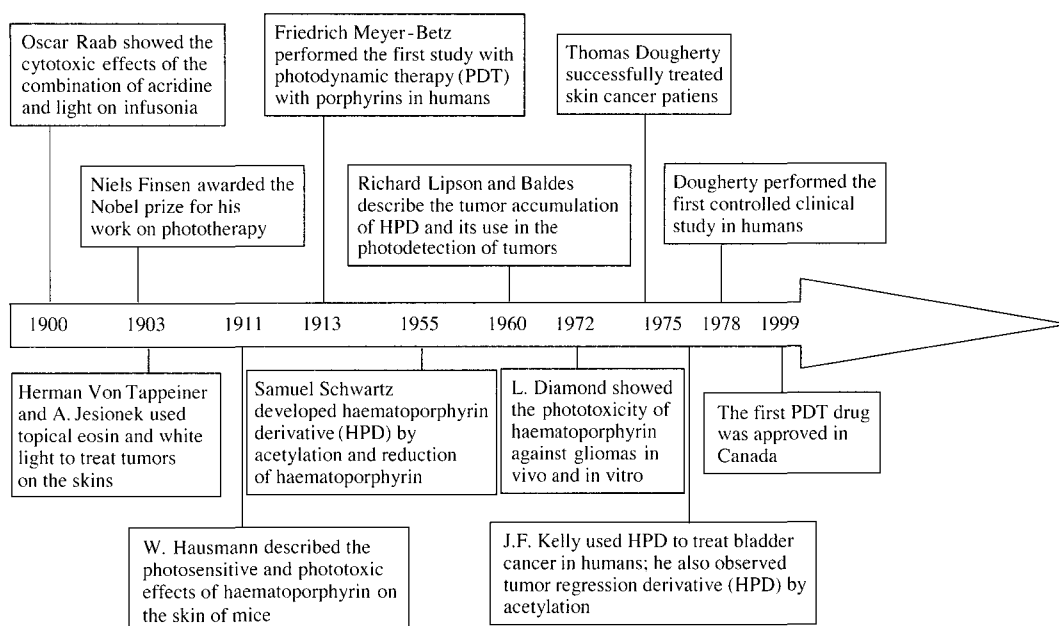 Oscar Raab showed the
cytotoxic effects of the
combination of acridine
and light on infusonia
Friedrich Meyer-Betz
performed the first study with
photodynamic therapy (PDT)
with porphyrins in humans
Thomas Dougherty
successfully treated
skin cancer patiens
Niels Finsen awarded the
Nobel prize for his
work on phototherapy
Richard Lipson and Baldes
describe the tumor accumulation
of HPD and its use in the
photodetection of tumors
Dougherty performed the
first controlled clinical
study in humans
1900 1903 1911 1913 1955 1960 1972 1975 1978 1999
Herman Von Tappeiner
and A. Jesionek used
topical eosin and white
light to treat tumors
on the skins
Samuel Schwartz
developed haematoporphyrin
derivative (HPD) by
acetylation and reduction
of haematoporphyrin
L. Diamond showed
the phototoxicity of
haematoporphyrin
against gliomas in
vivo and in vitro
The first PDT drug
was approved in
Canada
W. Hausmann described the
photosensitive and phototoxic
effects of haematoporphyrin on
the skin of mice
J.F. Kelly used HPD to treat bladder
cancer in humans; he also observed
tumor regression derivative (HPD) by
acetylation